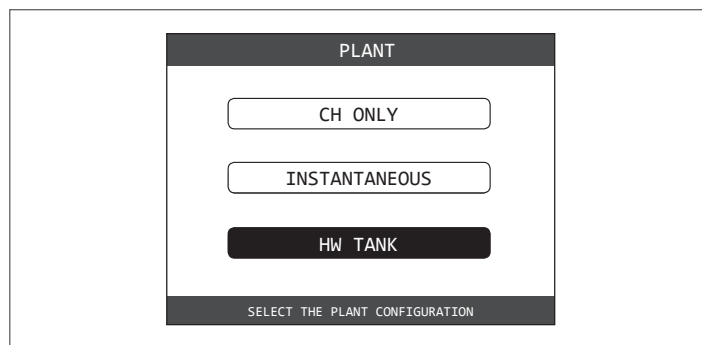 PLANT
CH ONLY
INSTANTANEOUS
HW TANK
SELECT THE PLANT CONFIGURATION